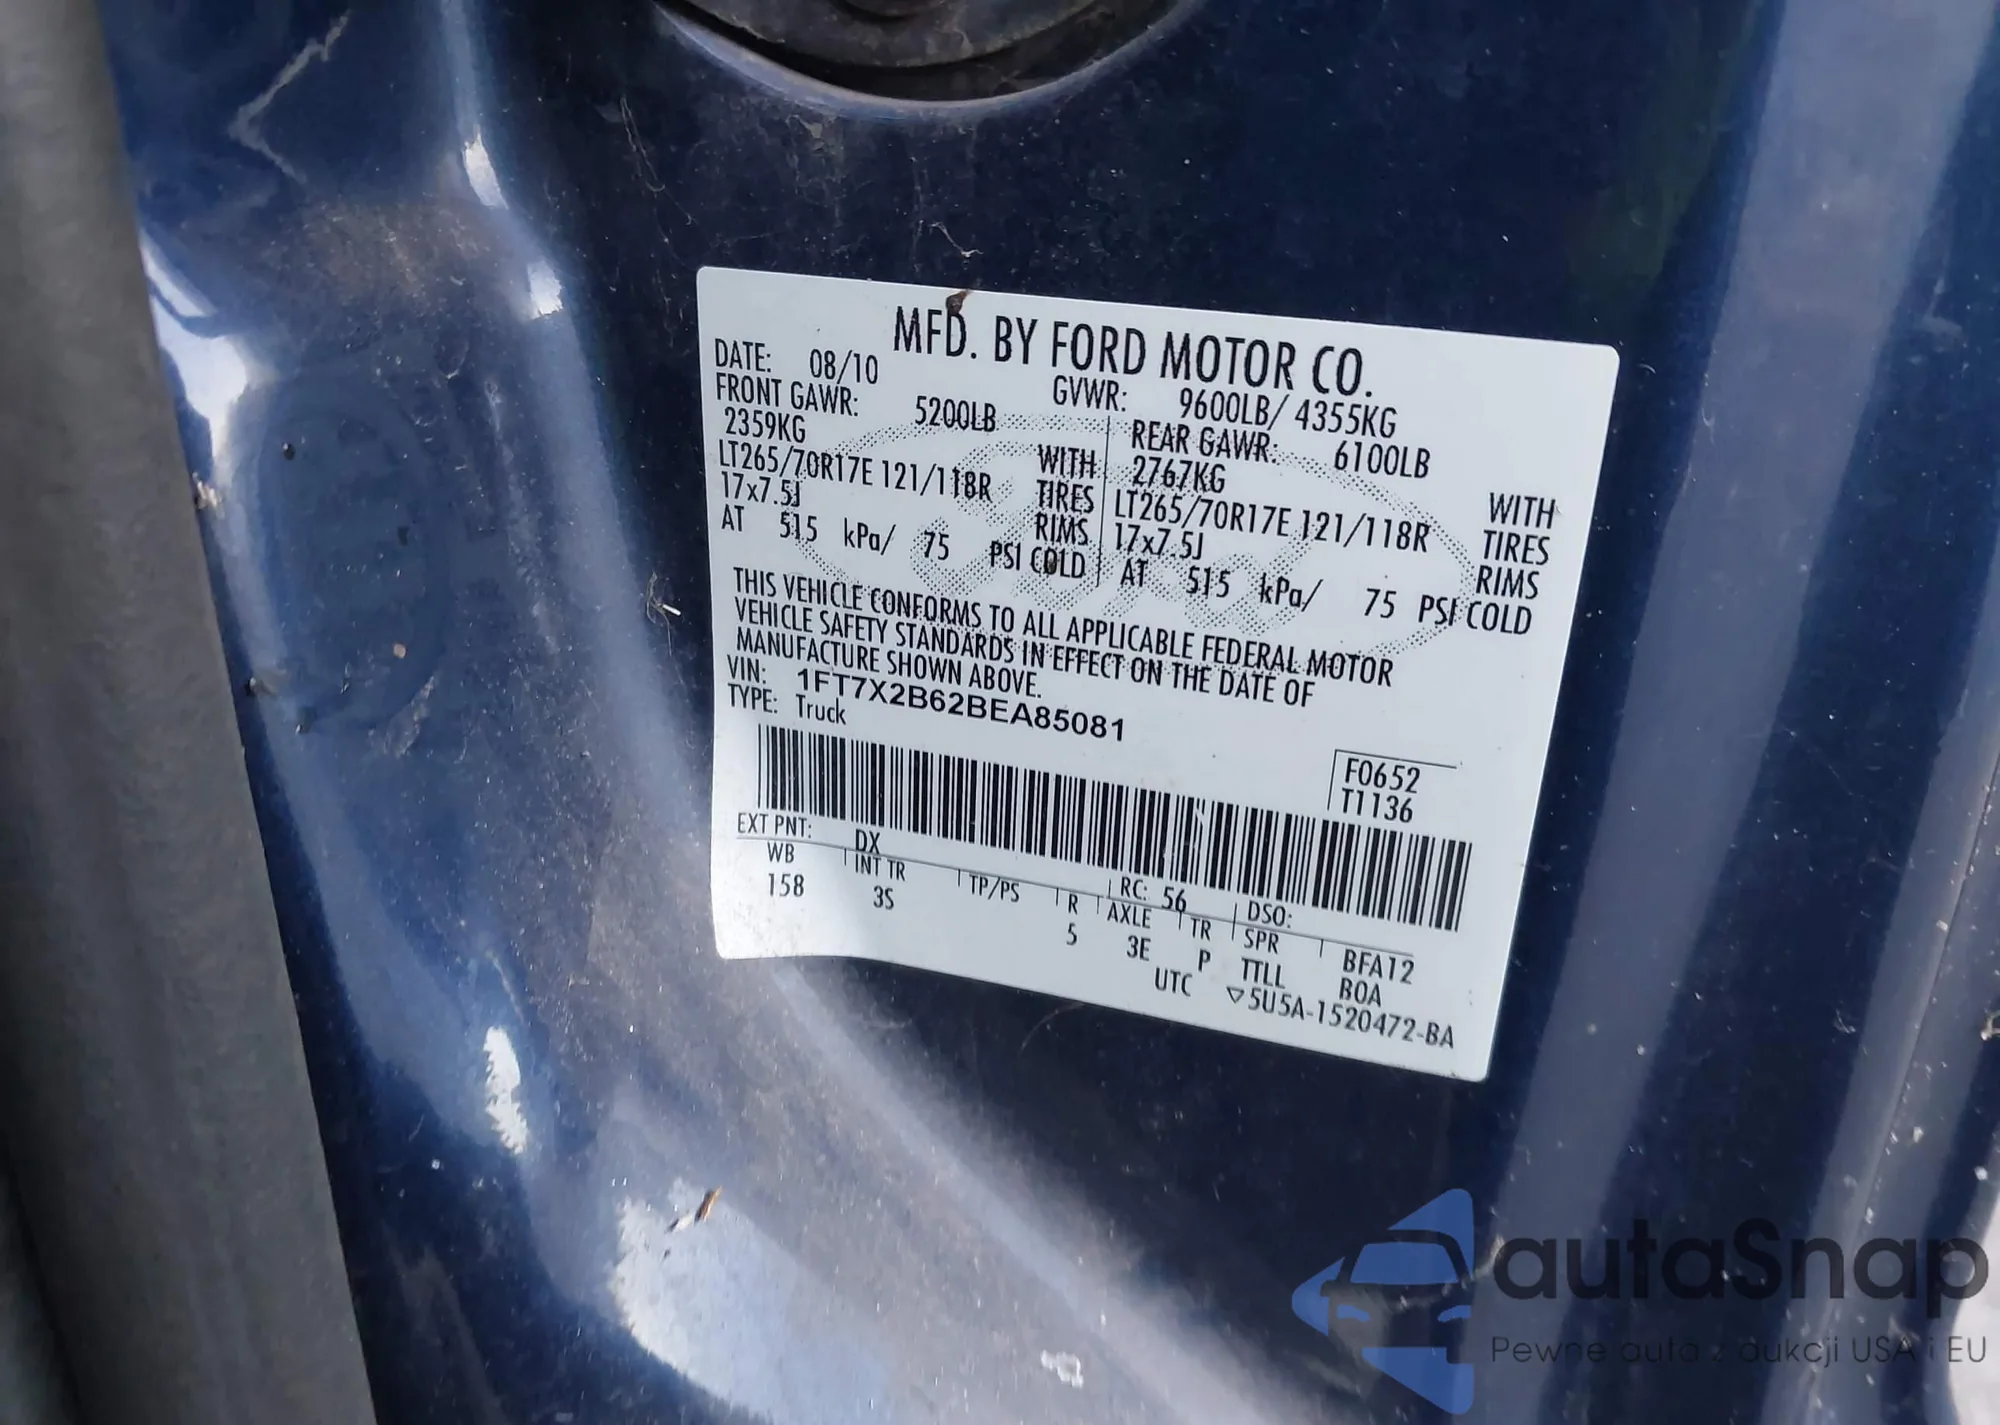 MFD. BY FORD MOTOR CO.
DATE: 08/10 GVWR: 9600LB/ 4355KG
FRONT GAWR: 5200LB REAR GAWR: 6100LB
2359KG WITH 2767KG WITH
LT265/70R17E 121/118R TIRES LT265/70R17E 121/118R TIRES
17x7.5J RIMS 17x7.5J RIMS
AT 515 kPa/ 75 PSI COLD AT 515 kPa/ 75 PSI COLD
THIS VEHICLE CONFORMS TO ALL APPLICABLE FEDERAL MOTOR
VEHICLE SAFETY STANDARDS IN EFFECT ON THE DATE OF
MANUFACTURE SHOWN ABOVE.
VIN: 1FT7X2B62BEA85081
TYPE: Truck
F0652
T1136
EXT PNT: DX RC: 56 DSO:
WB INT TR TP/PS R AXLE TR SPR BFA12
158 3S 5 3E P TTLL BOA
UTC ▽5U5A-1520472-BA
autaSnap
Pewne auta z aukcji USA i EU